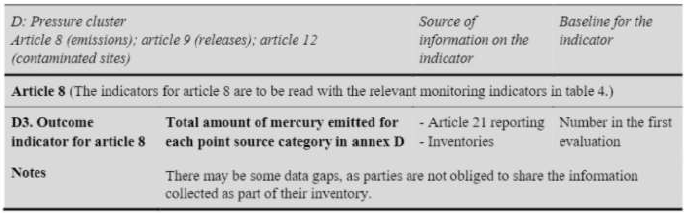 D: Pressure cluster
Article 8 (emissions); article 9 (releases); article 12
(contaminated sites)
Source of
information on the
indicator
Baseline for the
indicator
Article 8 (The indicators for article 8 are to be read with the relevant monitoring indicators in table 4.)
D3. Outcome
indicator for article 8
Total amount of mercury emitted for
each point source category in annex D
- Article 21 reporting
- Inventories
Number in the first
evaluation
Notes
There may be some data gaps, as parties are not obliged to share the information
collected as part of their inventory.